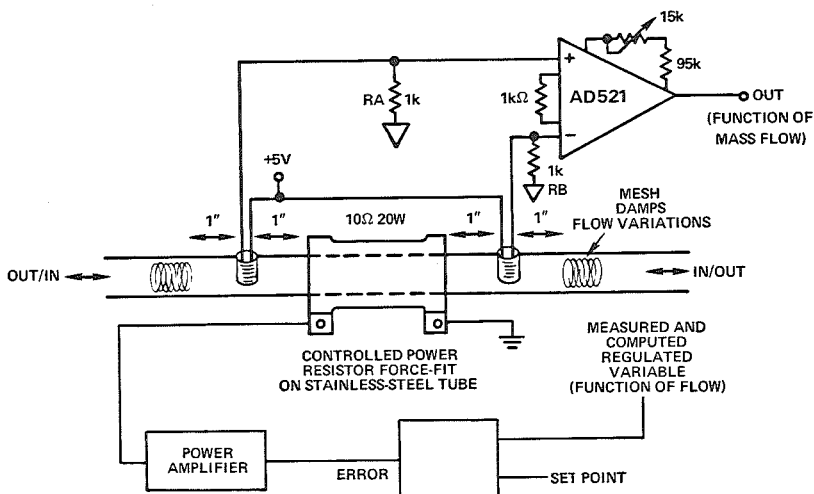 15k
95k
+
AD521
−
1kΩ
RA
1k
OUT
(FUNCTION OF
MASS FLOW)
+5V
1k
RB
1"
1"
10Ω 20W
1"
1"
MESH
DAMPS
FLOW VARIATIONS
OUT/IN
IN/OUT
CONTROLLED POWER
RESISTOR FORCE-FIT
ON STAINLESS-STEEL TUBE
MEASURED AND
COMPUTED
REGULATED
VARIABLE
(FUNCTION OF FLOW)
POWER
AMPLIFIER
ERROR
SET POINT